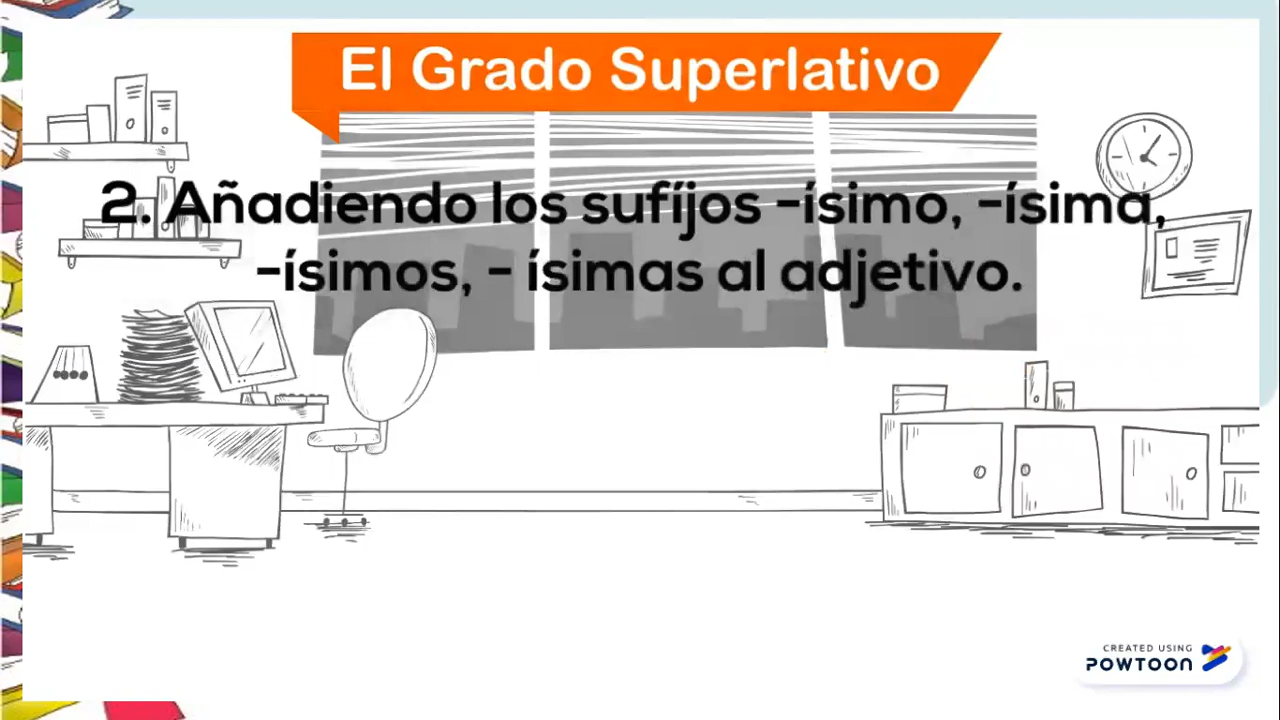 El Grado Superlativo
2. Añadiendo los sufíjos -ísimo, -ísima,
-ísimos, - ísimas al adjetivo.
CREATED USING
POWTOON